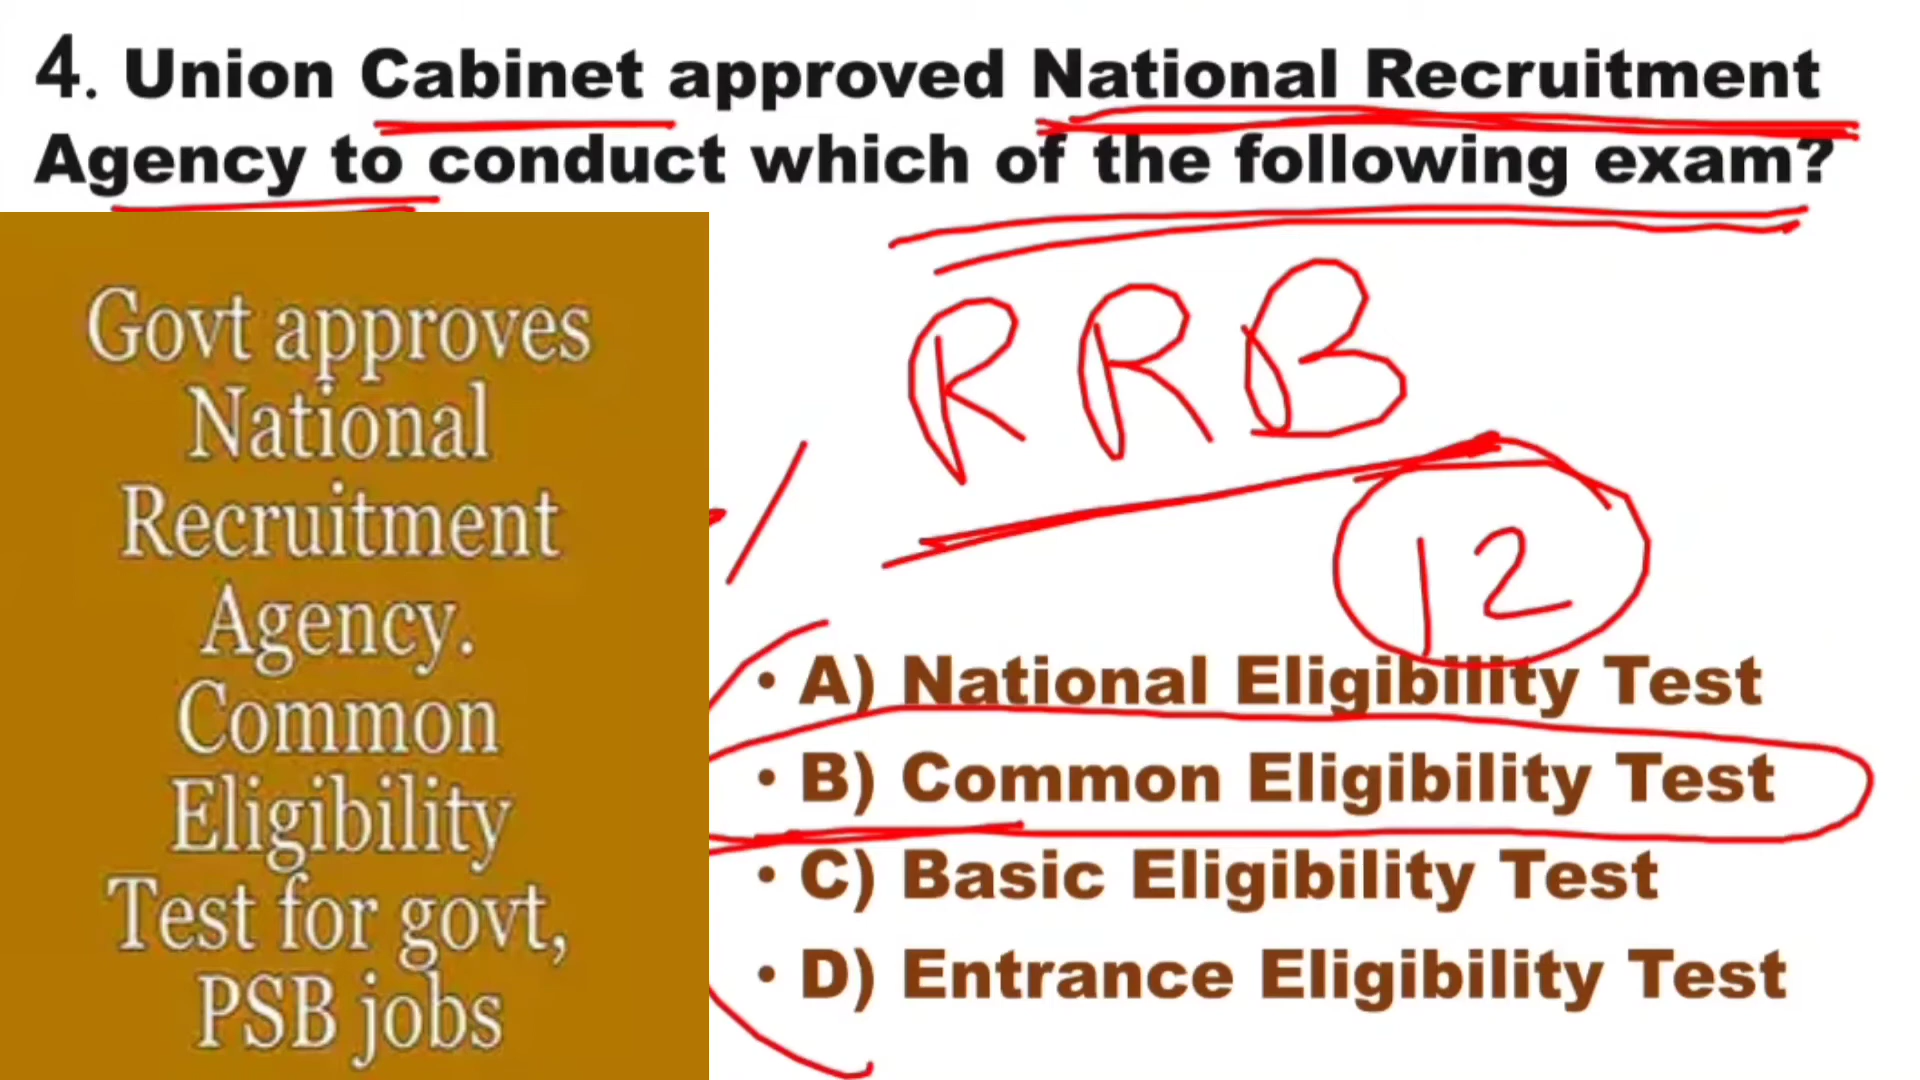 4. Union Cabinet approved National Recruitment
Agency to conduct which of the following exam?
Govt approves
National
Recruitment
Agency.
Common
Eligibility
Test for govt,
PSB jobs
RRB
12
• A) National Eligibility Test
• B) Common Eligibility Test
• C) Basic Eligibility Test
• D) Entrance Eligibility Test